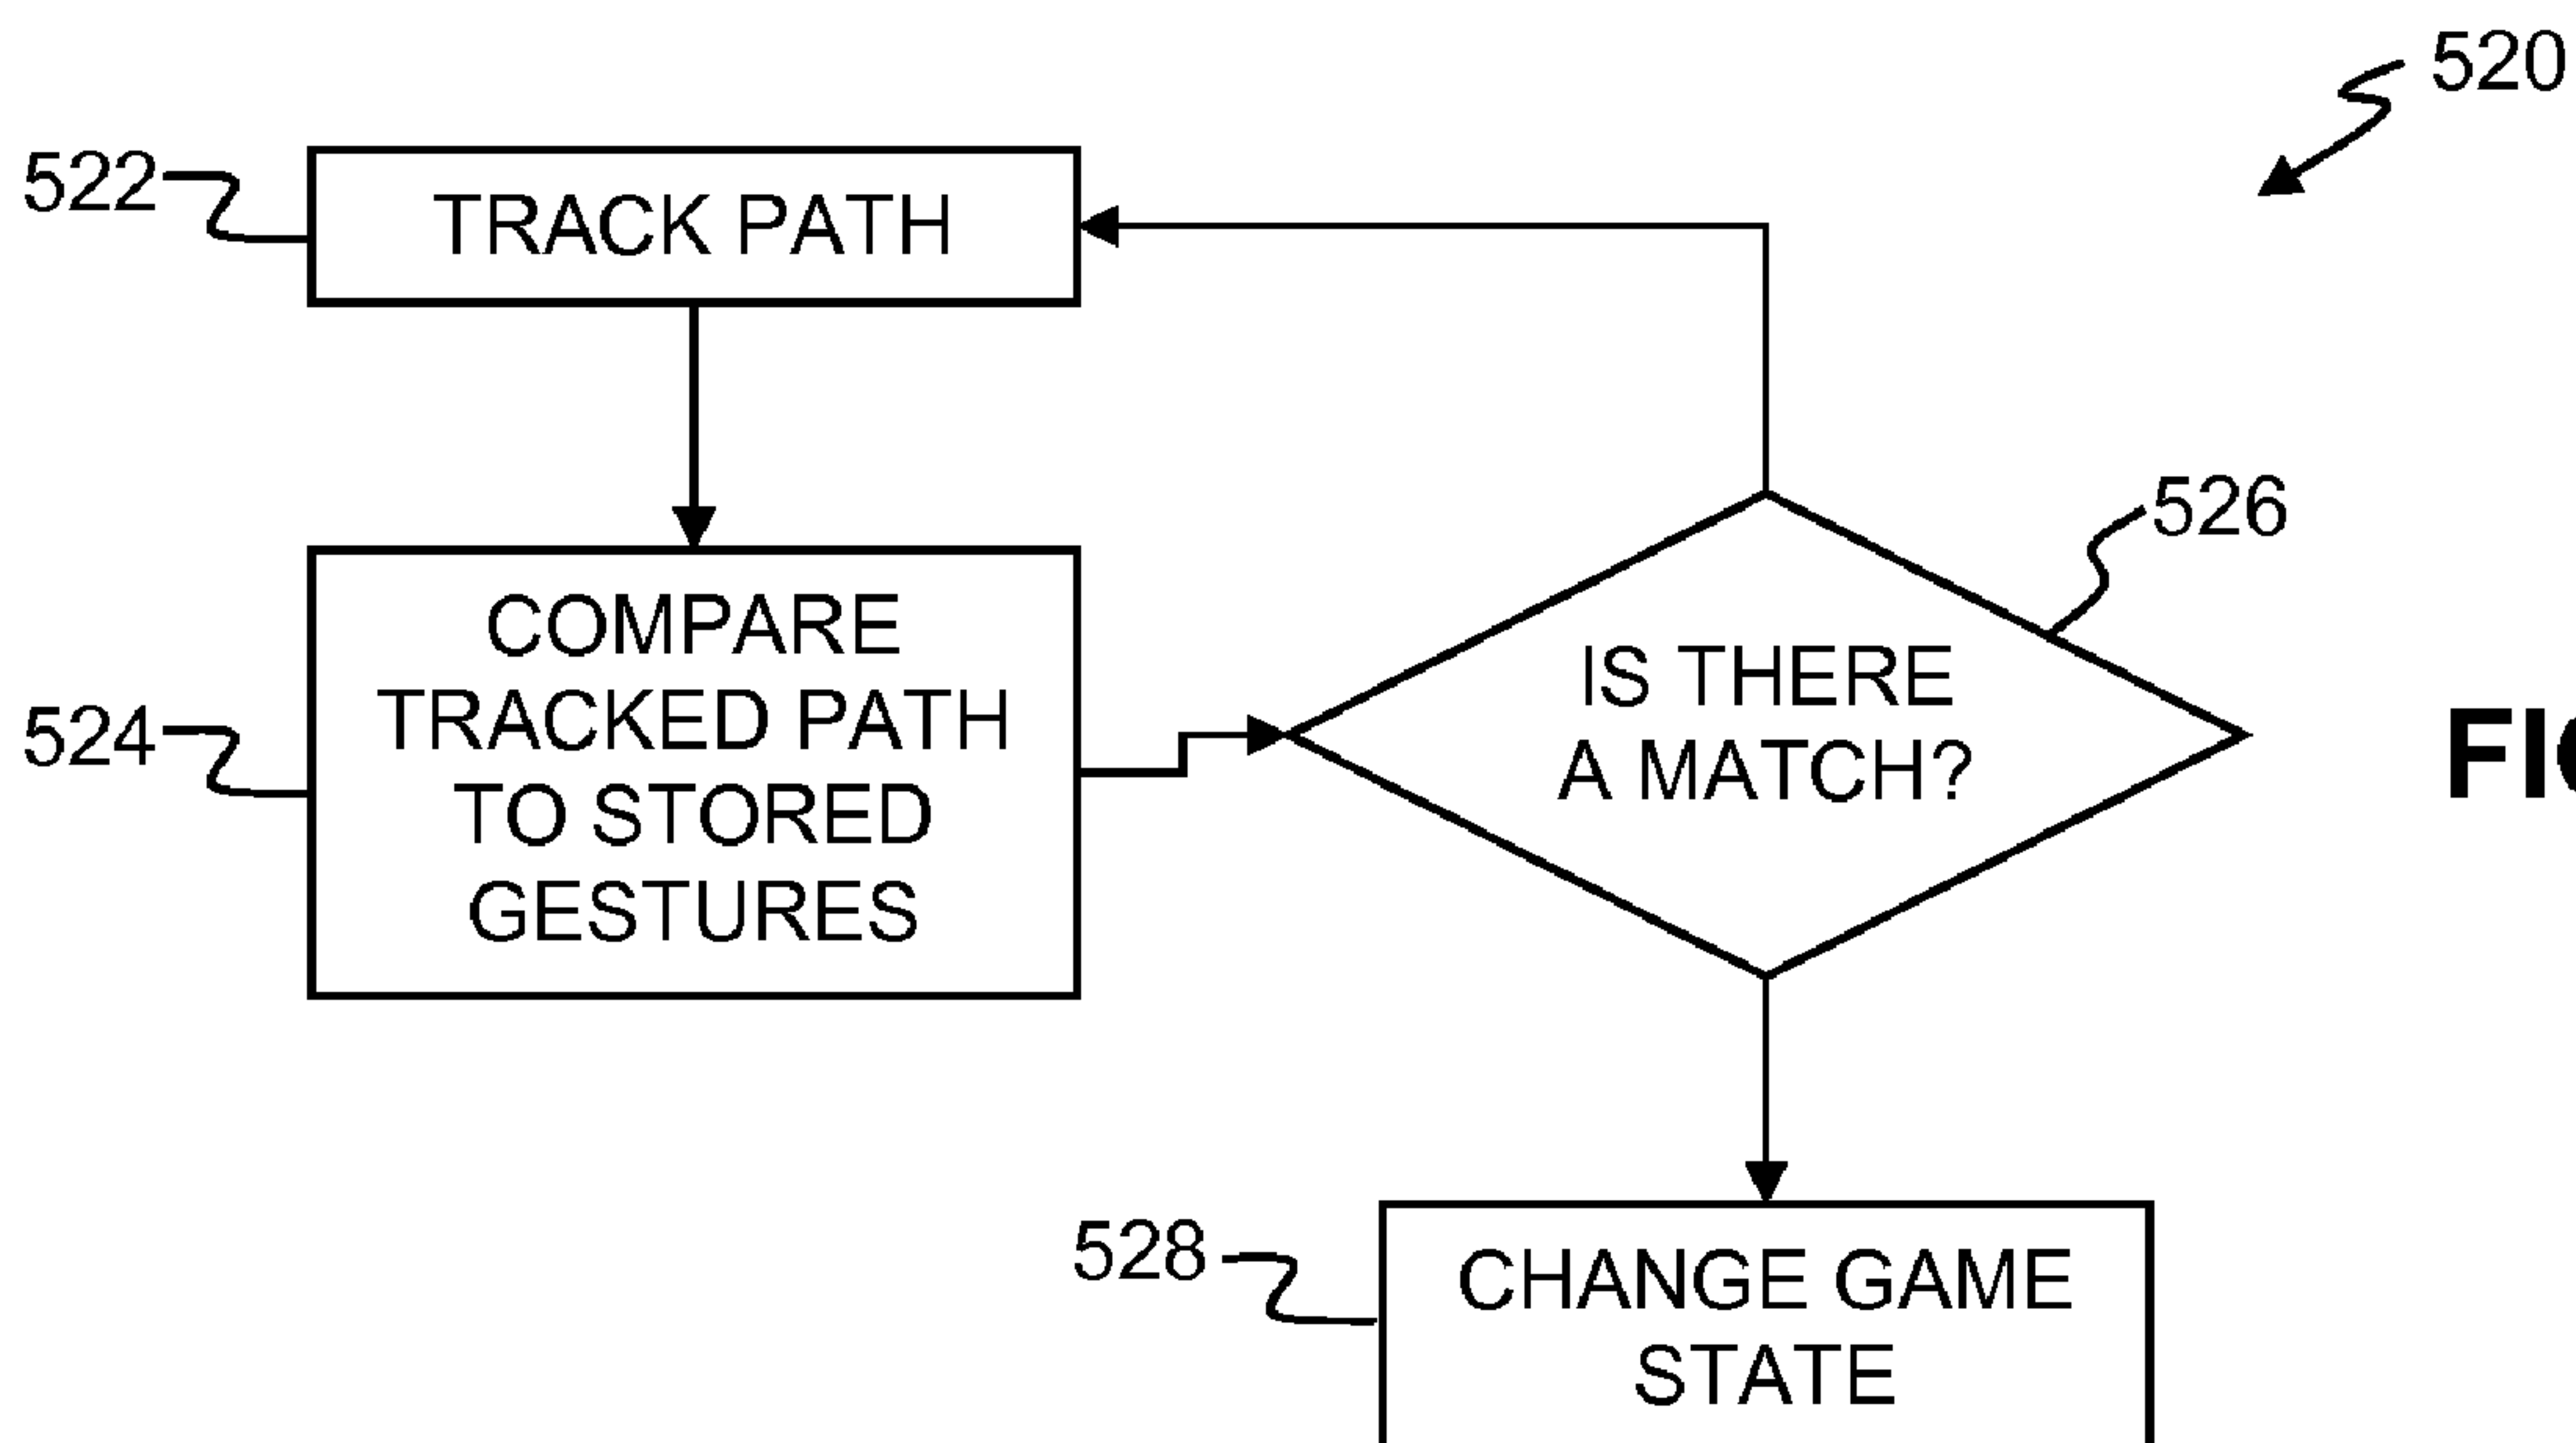 520
522
TRACK PATH
526
COMPARE
TRACKED PATH
TO STORED
GESTURES
524
IS THERE
A MATCH?
528
CHANGE GAME
STATE